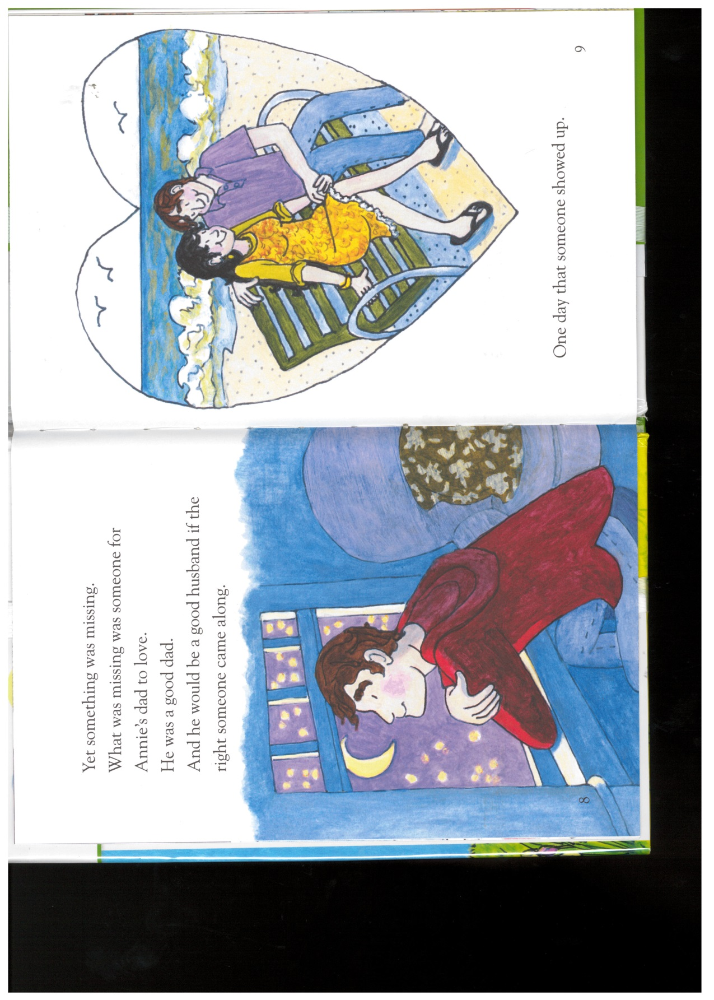 Yet something was missing.
What was missing was someone for
Annie’s dad to love.
He was a good dad.
And he would be a good husband if the
right someone came along.
8
One day that someone showed up.
9